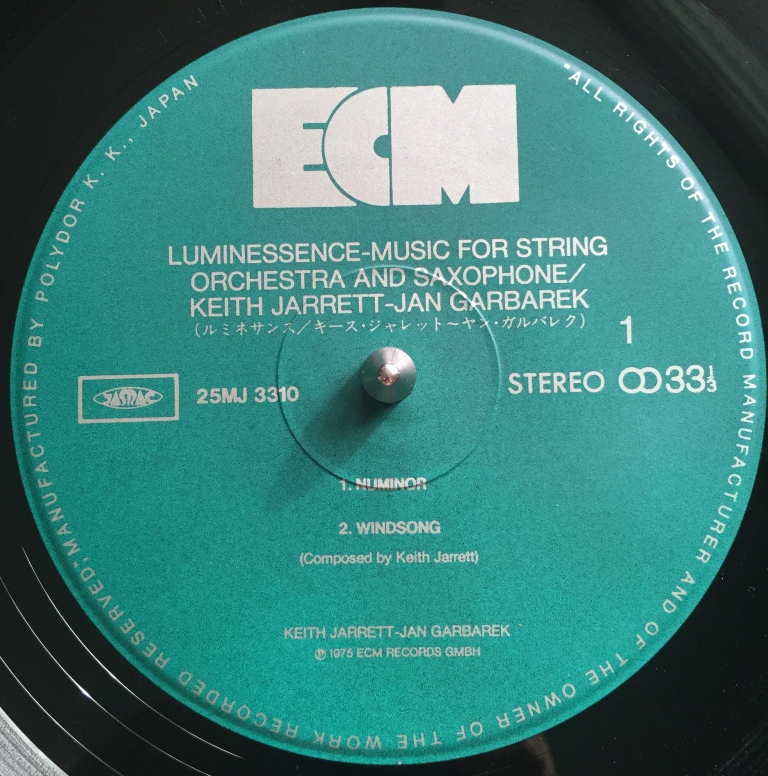 ECM
LUMINESSENCE-MUSIC FOR STRING
ORCHESTRA AND SAXOPHONE/
KEITH JARRETT-JAN GARBAREK
(ルミネサンス/キース・ジャレット〜ヤン・ガルバレク)
1
JASRAC
25MJ 3310
STEREO ꝏ 33 1/3
1. NUMINOR
2. WINDSONG
(Composed by Keith Jarrett)
KEITH JARRETT-JAN GARBAREK
℗ 1975 ECM RECORDS GMBH
"ALL RIGHTS OF THE RECORD MANUFACTURER AND OF THE OWNER OF THE WORK RECORDED RESERVED", MANUFACTURED BY POLYDOR K. K., JAPAN